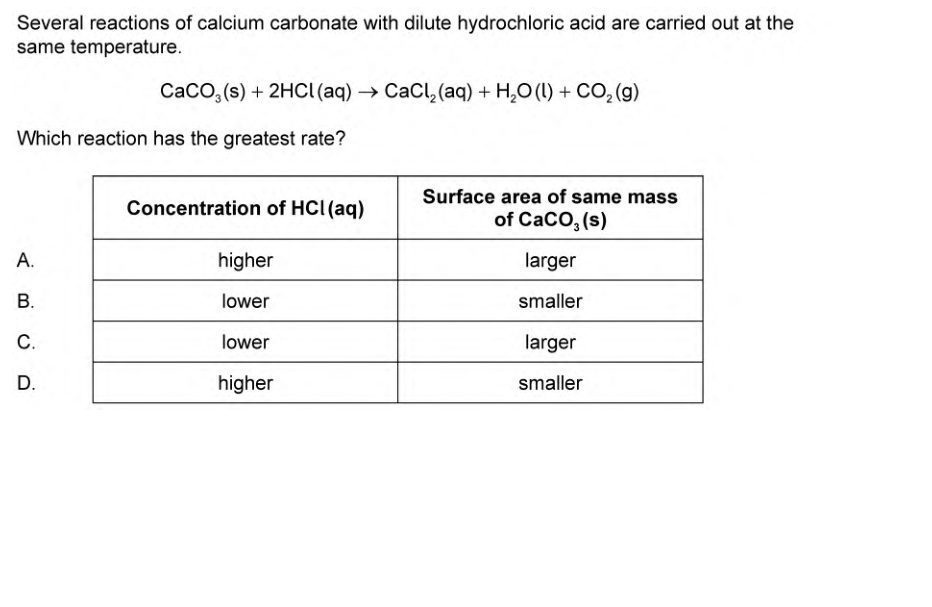 Several reactions of calcium carbonate with dilute hydrochloric acid are carried out at the
same temperature.
CaCO₃(s) + 2HCl(aq) → CaCl₂(aq) + H₂O(l) + CO₂(g)
Which reaction has the greatest rate?
Concentration of HCl(aq) Surface area of same mass
of CaCO₃(s)
A. higher larger
B. lower smaller
C. lower larger
D. higher smaller